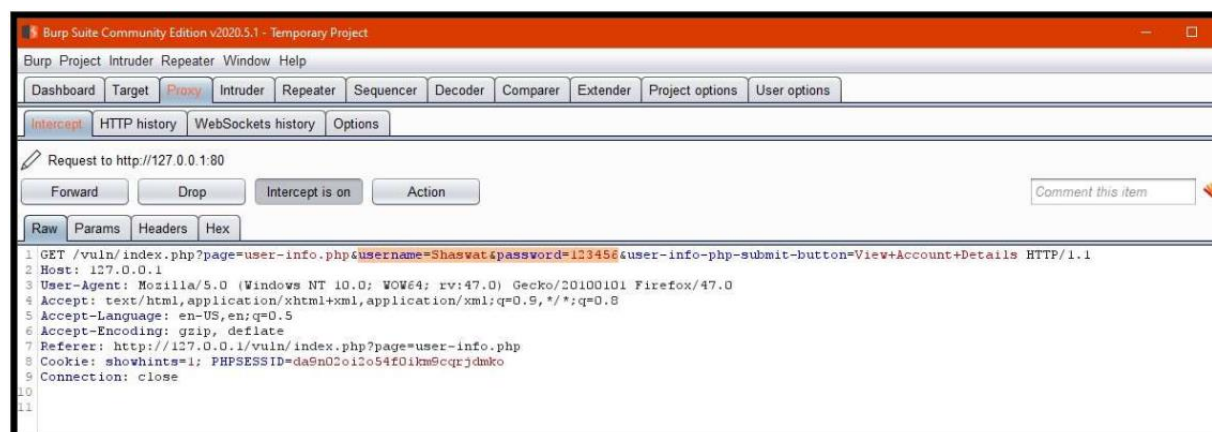 Burp Suite Community Edition v2020.5.1 - Temporary Project
Burp Project Intruder Repeater Window Help
Dashboard Target Proxy Intruder Repeater Sequencer Decoder Comparer Extender Project options User options
Intercept HTTP history WebSockets history Options
Request to http://127.0.0.1:80
Forward Drop Intercept is on Action Comment this item
Raw Params Headers Hex
1 GET /vuln/index.php?page=user-info.php&username=Shaswat&password=123456&user-info-php-submit-button=View+Account+Details HTTP/1.1
2 Host: 127.0.0.1
3 User-Agent: Mozilla/5.0 (Windows NT 10.0; WOW64; rv:47.0) Gecko/20100101 Firefox/47.0
4 Accept: text/html,application/xhtml+xml,application/xml;q=0.9,*/*;q=0.8
5 Accept-Language: en-US,en;q=0.5
6 Accept-Encoding: gzip, deflate
7 Referer: http://127.0.0.1/vuln/index.php?page=user-info.php
8 Cookie: showhints=1; PHPSESSID=da9n02oi2o54f0ikm9cqrjdmko
9 Connection: close
10
11